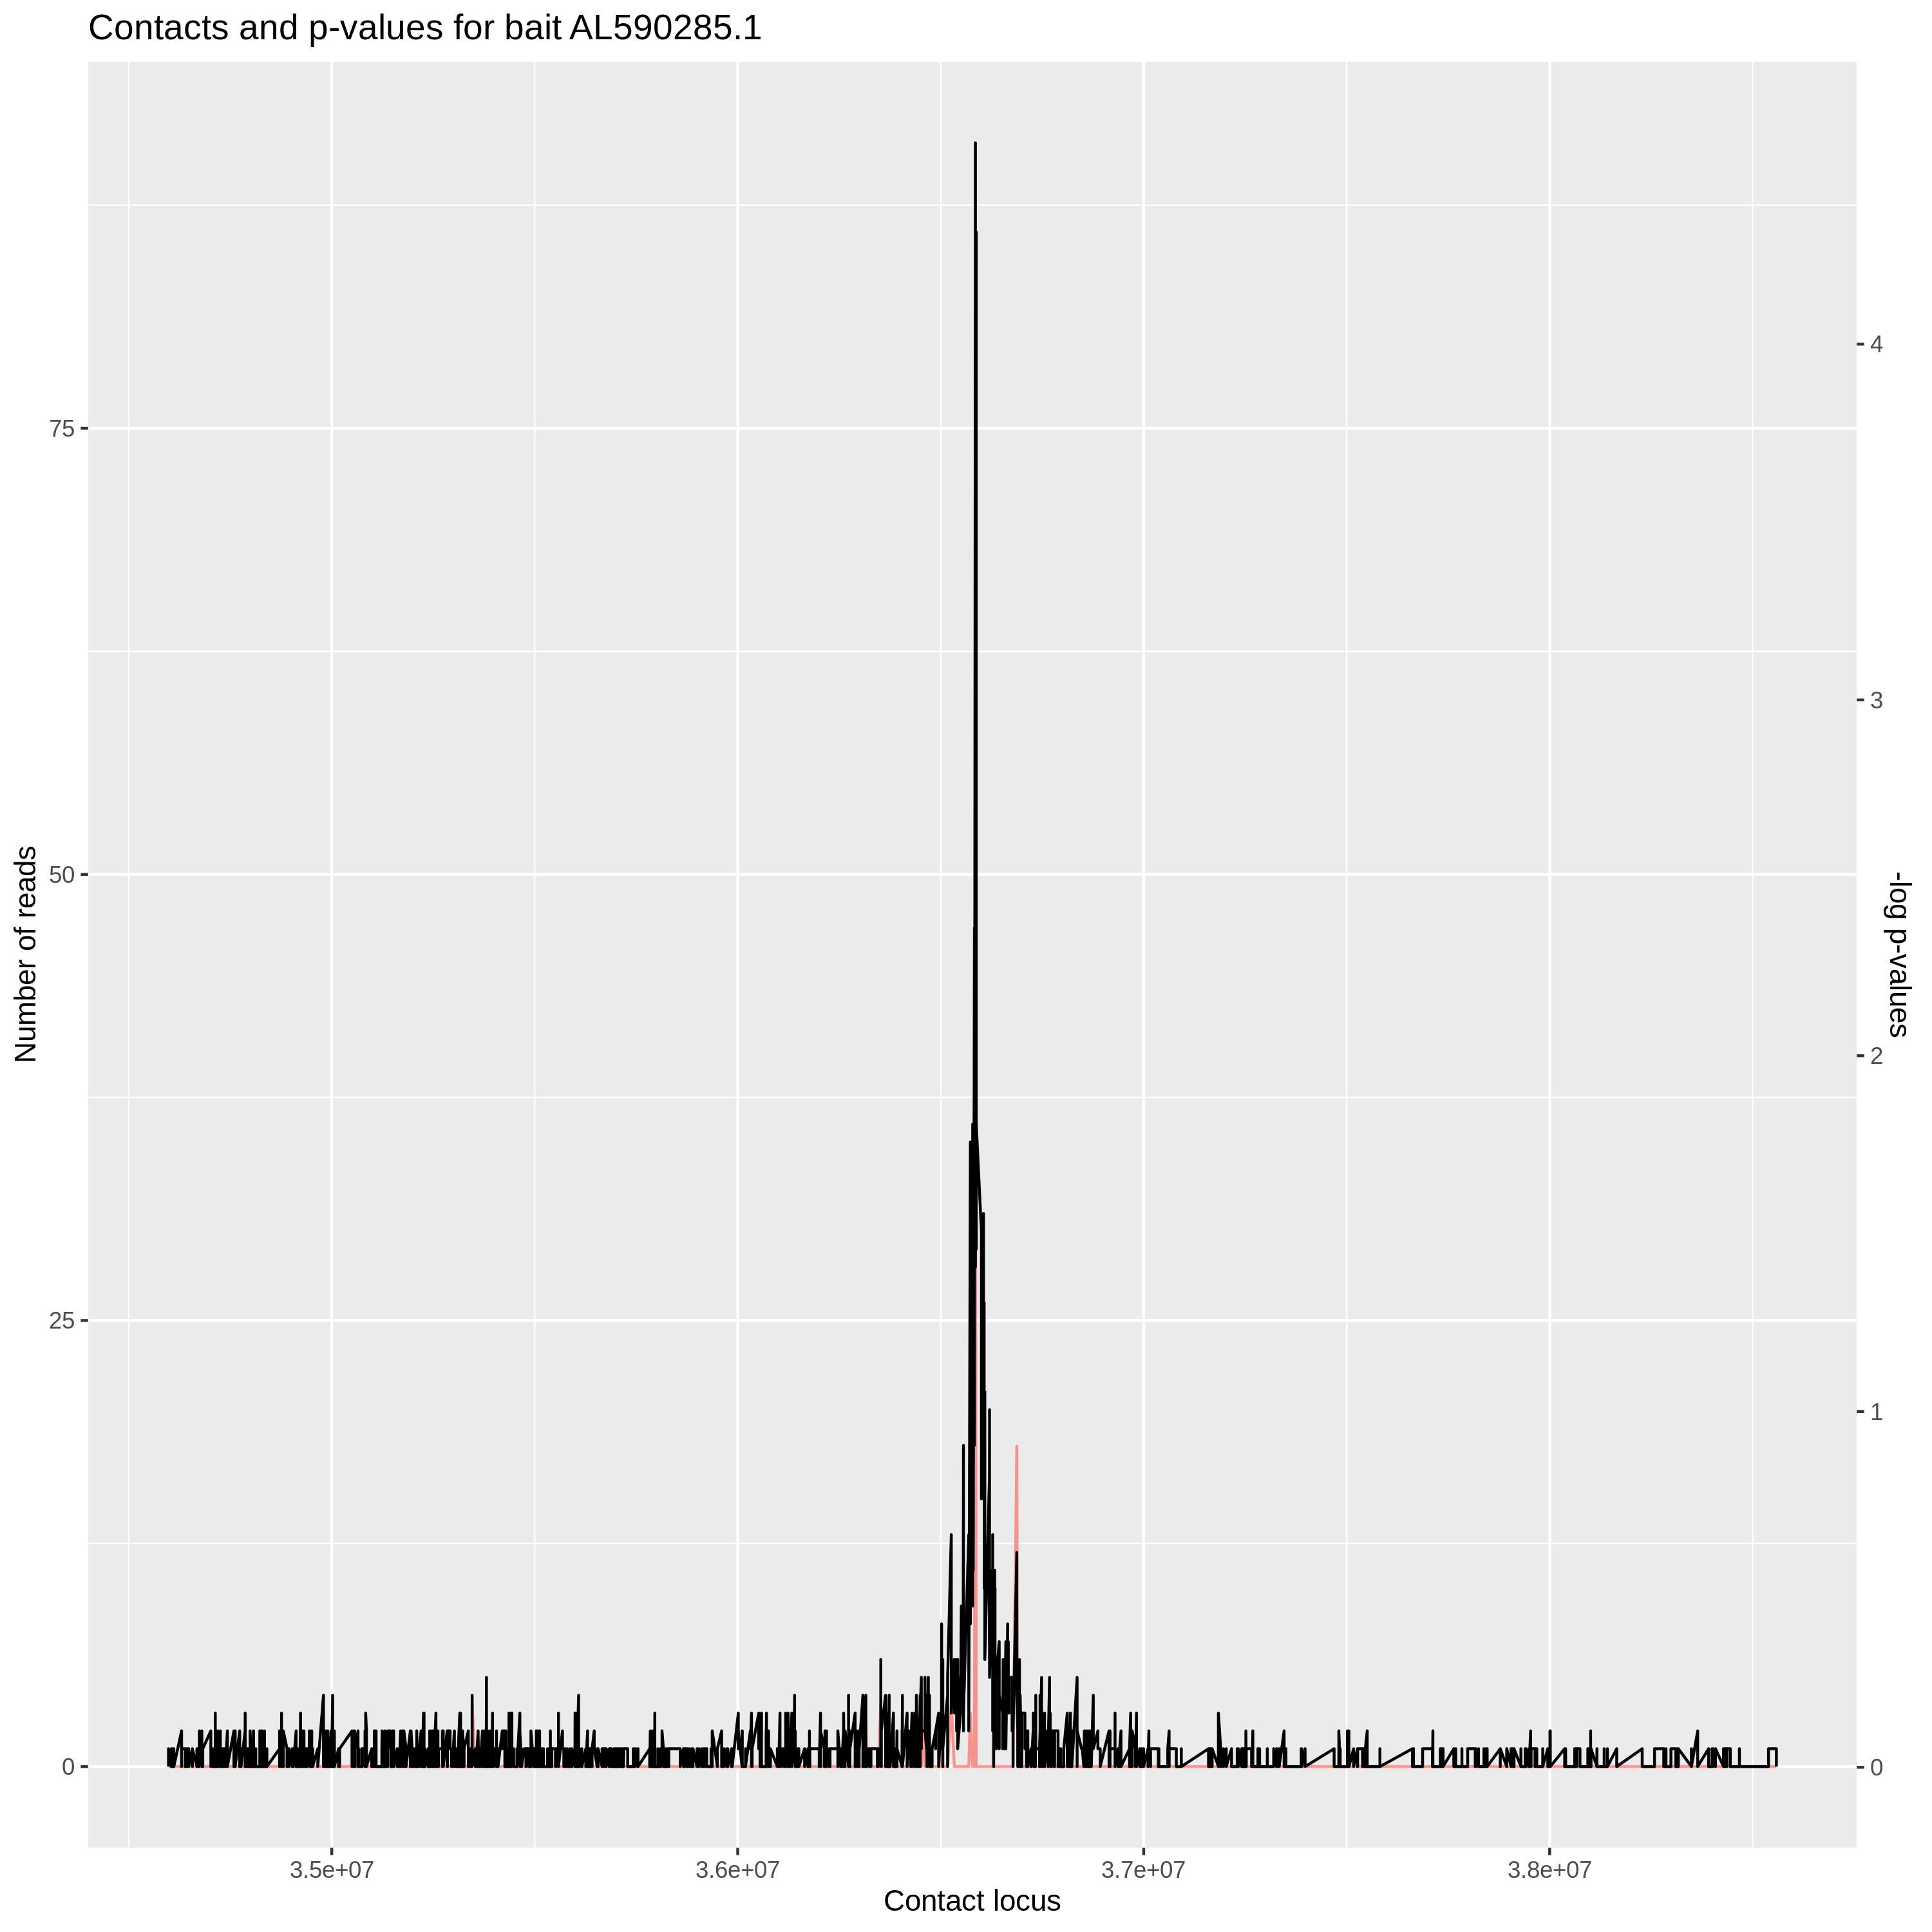 Contacts and p-values for bait AL590285.1
Number of reads
75
50
25
0
4
3
2
1
0
-log p-values
3.5e+07 3.6e+07 3.7e+07 3.8e+07
Contact locus